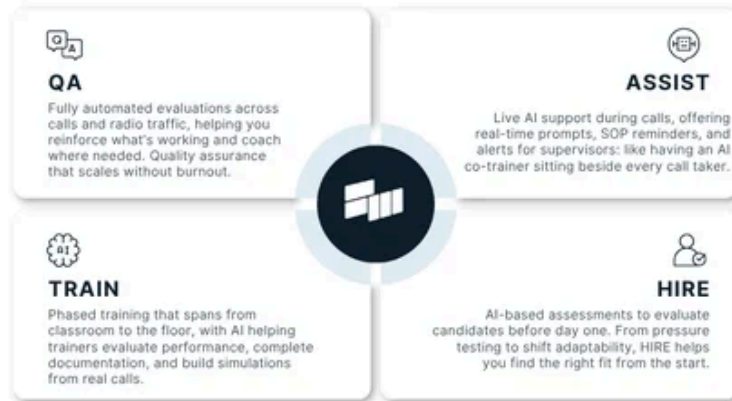 Q A
QA
Fully automated evaluations across
calls and radio traffic, helping you
reinforce what's working and coach
where needed. Quality assurance
that scales without burnout.
ASSIST
Live AI support during calls, offering
real-time prompts, SOP reminders, and
alerts for supervisors: like having an AI
co-trainer sitting beside every call taker.
AI
TRAIN
Phased training that spans from
classroom to the floor, with AI helping
trainers evaluate performance, complete
documentation, and build simulations
from real calls.
HIRE
AI-based assessments to evaluate
candidates before day one. From pressure
testing to shift adaptability, HIRE helps
you find the right fit from the start.